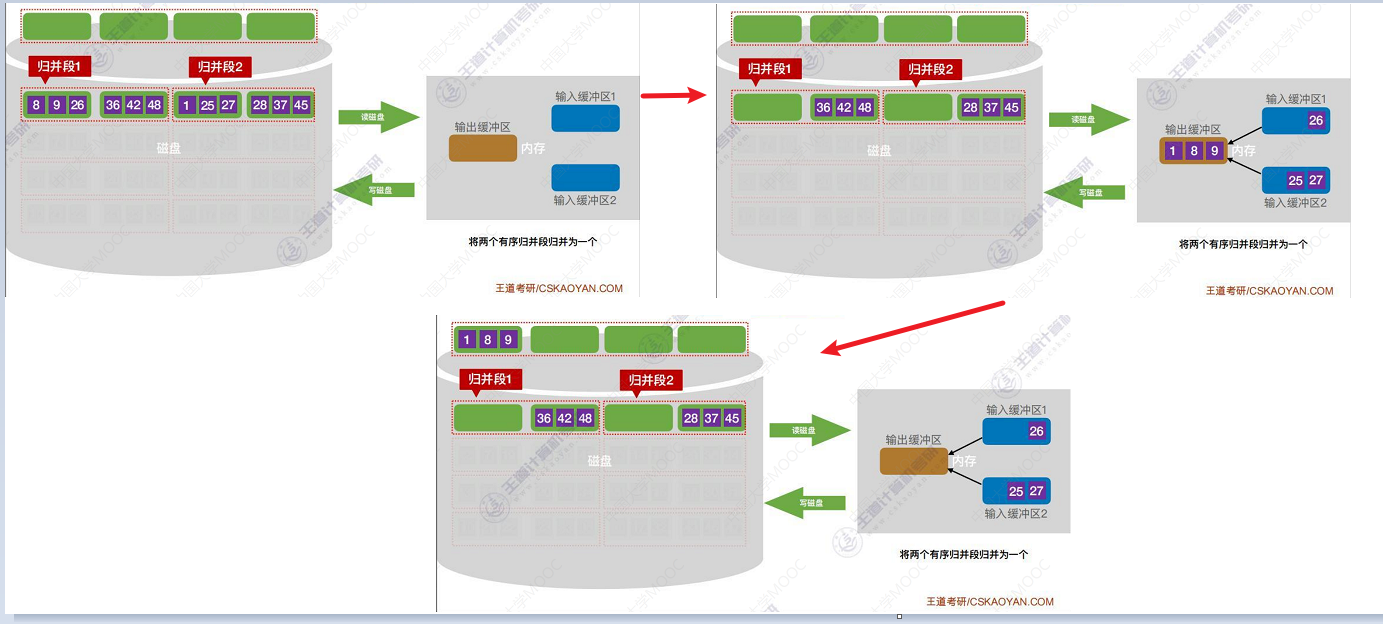 归并段1
归并段2
8 9 26 36 42 48 1 25 27 28 37 45
磁盘
读磁盘
写磁盘
输入缓冲区1
输出缓冲区
内存
输入缓冲区2
将两个有序归并段归并为一个
王道考研/CSKAOYAN.COM
归并段1
归并段2
36 42 48 28 37 45
磁盘
读磁盘
写磁盘
输入缓冲区1
26
输出缓冲区
1 8 9
内存
25 27
输入缓冲区2
将两个有序归并段归并为一个
王道考研/CSKAOYAN.COM
1 8 9
归并段1
归并段2
36 42 48 28 37 45
磁盘
读磁盘
写磁盘
输入缓冲区1
26
输出缓冲区
内存
25 27
输入缓冲区2
将两个有序归并段归并为一个
王道考研/CSKAOYAN.COM